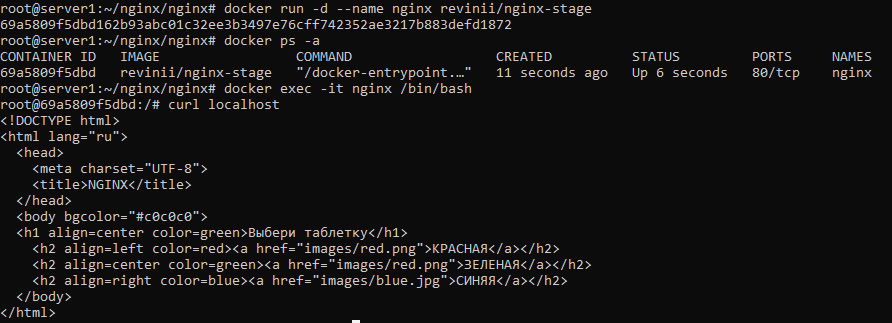 root@server1:~/nginx/nginx# docker run -d --name nginx revinii/nginx-stage
69a5809f5dbd162b93abc01c32ee3b3497e76cff742352ae3217b883defd1872
root@server1:~/nginx/nginx# docker ps -a
CONTAINER ID   IMAGE                 COMMAND                  CREATED          STATUS         PORTS     NAMES
69a5809f5dbd   revinii/nginx-stage   "/docker-entrypoint.…"   11 seconds ago   Up 6 seconds   80/tcp    nginx
root@server1:~/nginx/nginx# docker exec -it nginx /bin/bash
root@69a5809f5dbd:/# curl localhost
<!DOCTYPE html>
<html lang="ru">
  <head>
    <meta charset="UTF-8">
    <title>NGINX</title>
  </head>
  <body bgcolor="#c0c0c0">
  <h1 align=center color=green>Выбери таблетку</h1>
    <h2 align=left color=red><a href="images/red.png">КРАСНАЯ</a></h2>
    <h2 align=center color=green><a href="images/red.png">ЗЕЛЕНАЯ</a></h2>
    <h2 align=right color=blue><a href="images/blue.jpg">СИНЯЯ</a></h2>
  </body>
</html>